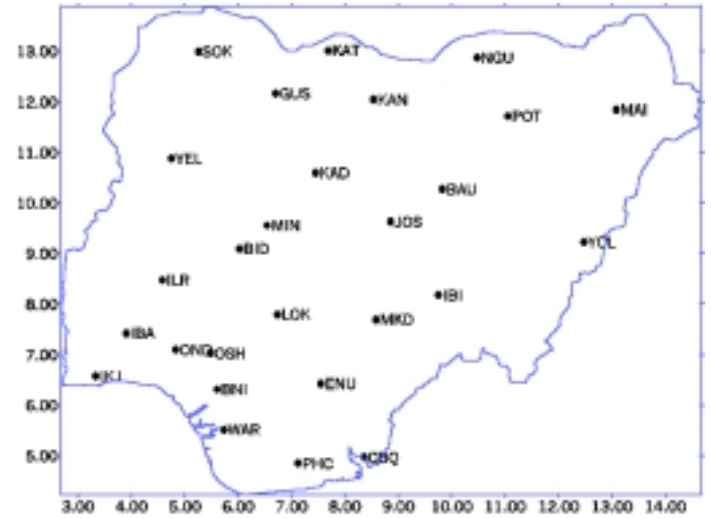 13.00
SOK
KAT
NGU
12.00
GUS
KAN
POT
MAI
11.00
YEL
KAD
BAU
10.00
MIN
JOS
9.00
BID
YOL
ILR
8.00
IBI
LOK
MKD
IBA
7.00
OND
OSH
IKJ
ENU
6.00
BNI
WAR
5.00
PHC
CBQ
3.00 4.00 5.00 6.00 7.00 8.00 9.00 10.00 11.00 12.00 13.00 14.00